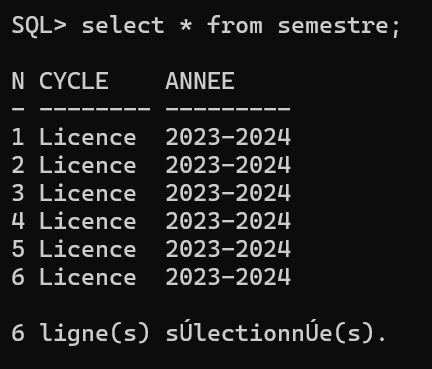 SQL> select * from semestre;
N CYCLE    ANNEE
- -------- ---------
1 Licence  2023-2024
2 Licence  2023-2024
3 Licence  2023-2024
4 Licence  2023-2024
5 Licence  2023-2024
6 Licence  2023-2024
6 ligne(s) sÚlectionnÚe(s).